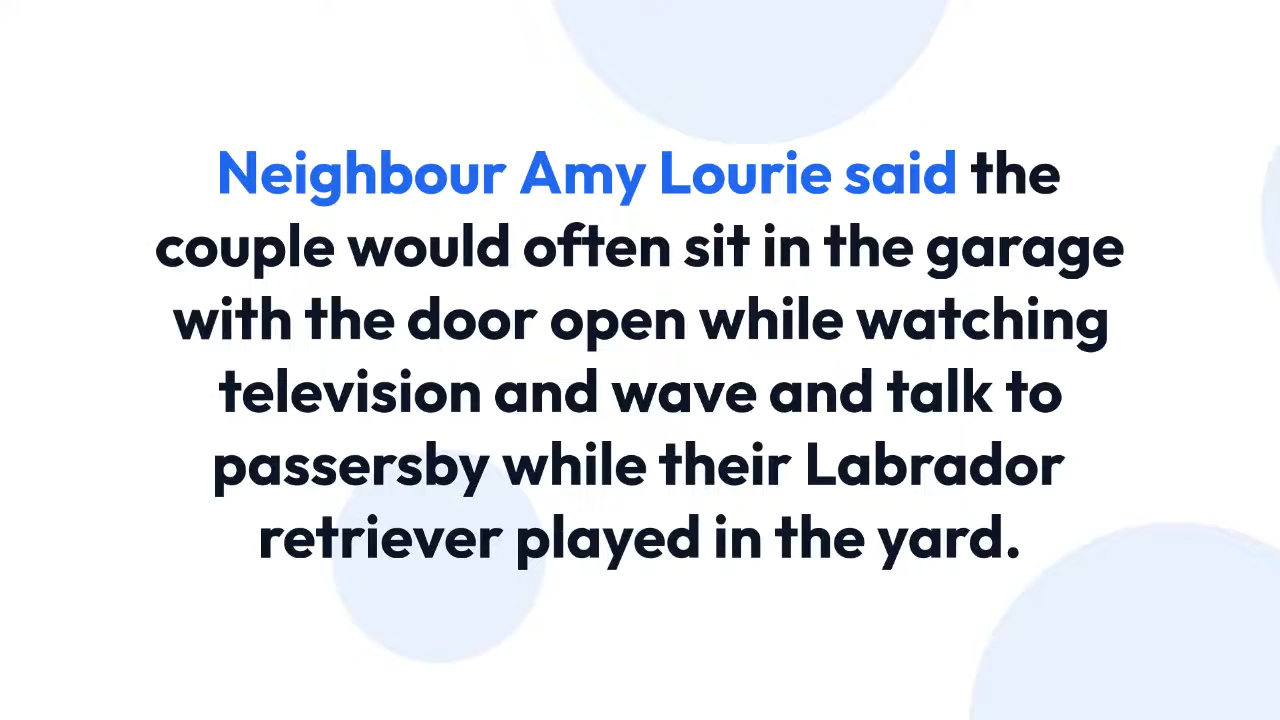 Neighbour Amy Lourie said the
couple would often sit in the garage
with the door open while watching
television and wave and talk to
passersby while their Labrador
retriever played in the yard.